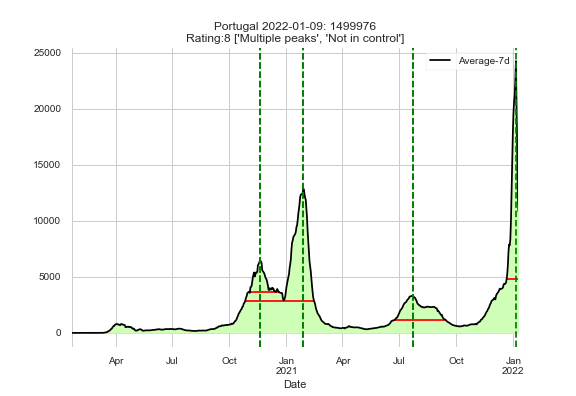 Portugal 2022-01-09: 1499976
Rating:8 ['Multiple peaks', 'Not in control']
Average-7d
25000
20000
15000
10000
5000
0
Apr
Jul
Oct
Jan
2021
Apr
Jul
Oct
Jan
2022
Date